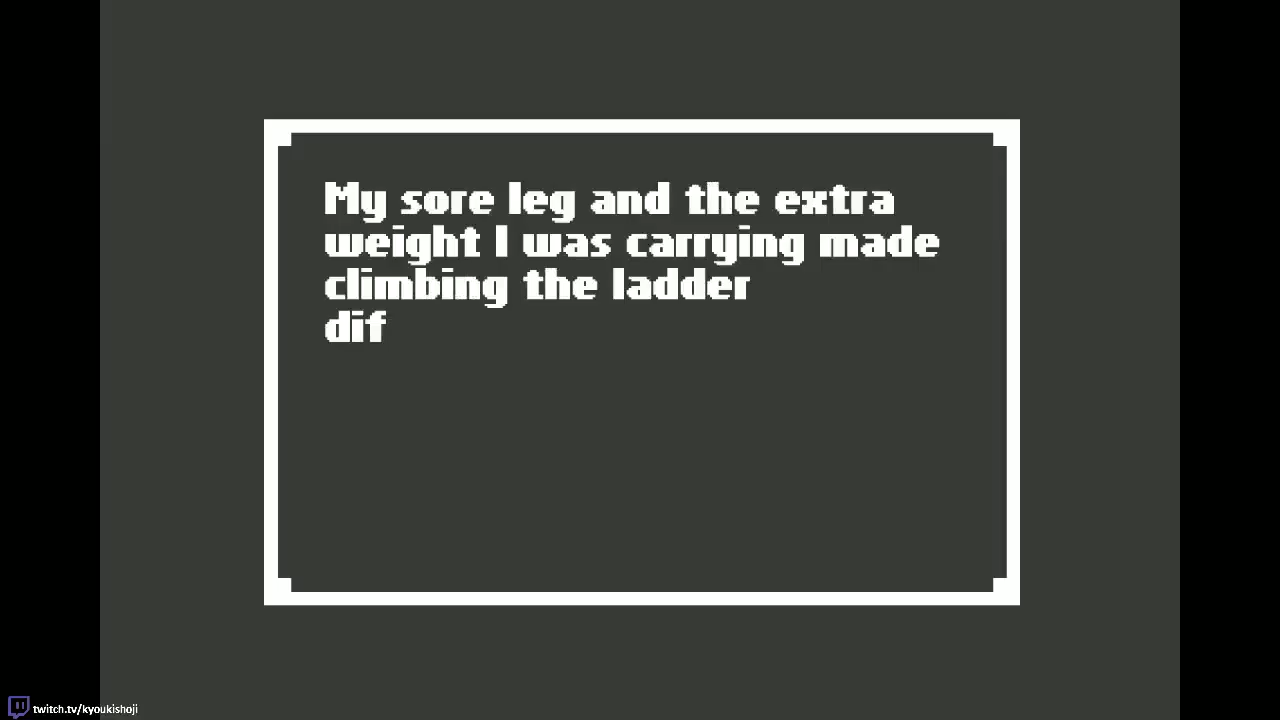 My sore leg and the extra
weight I was carrying made
climbing the ladder
dif
twitch.tv/kyoukishoji